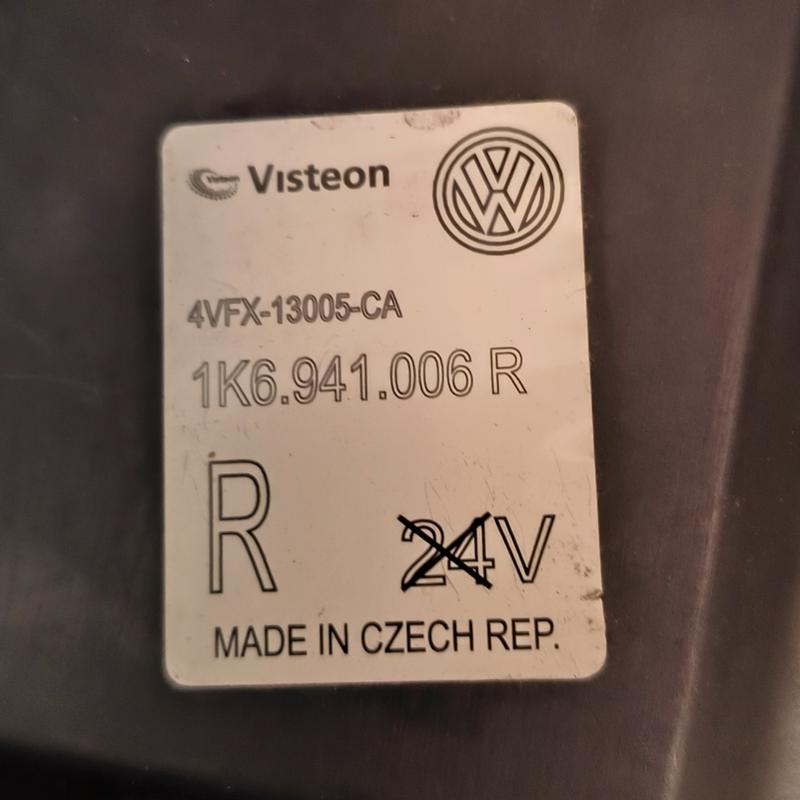 Visteon
4VFX-13005-CA
1K6.941.006 R
R
24V
MADE IN CZECH REP.